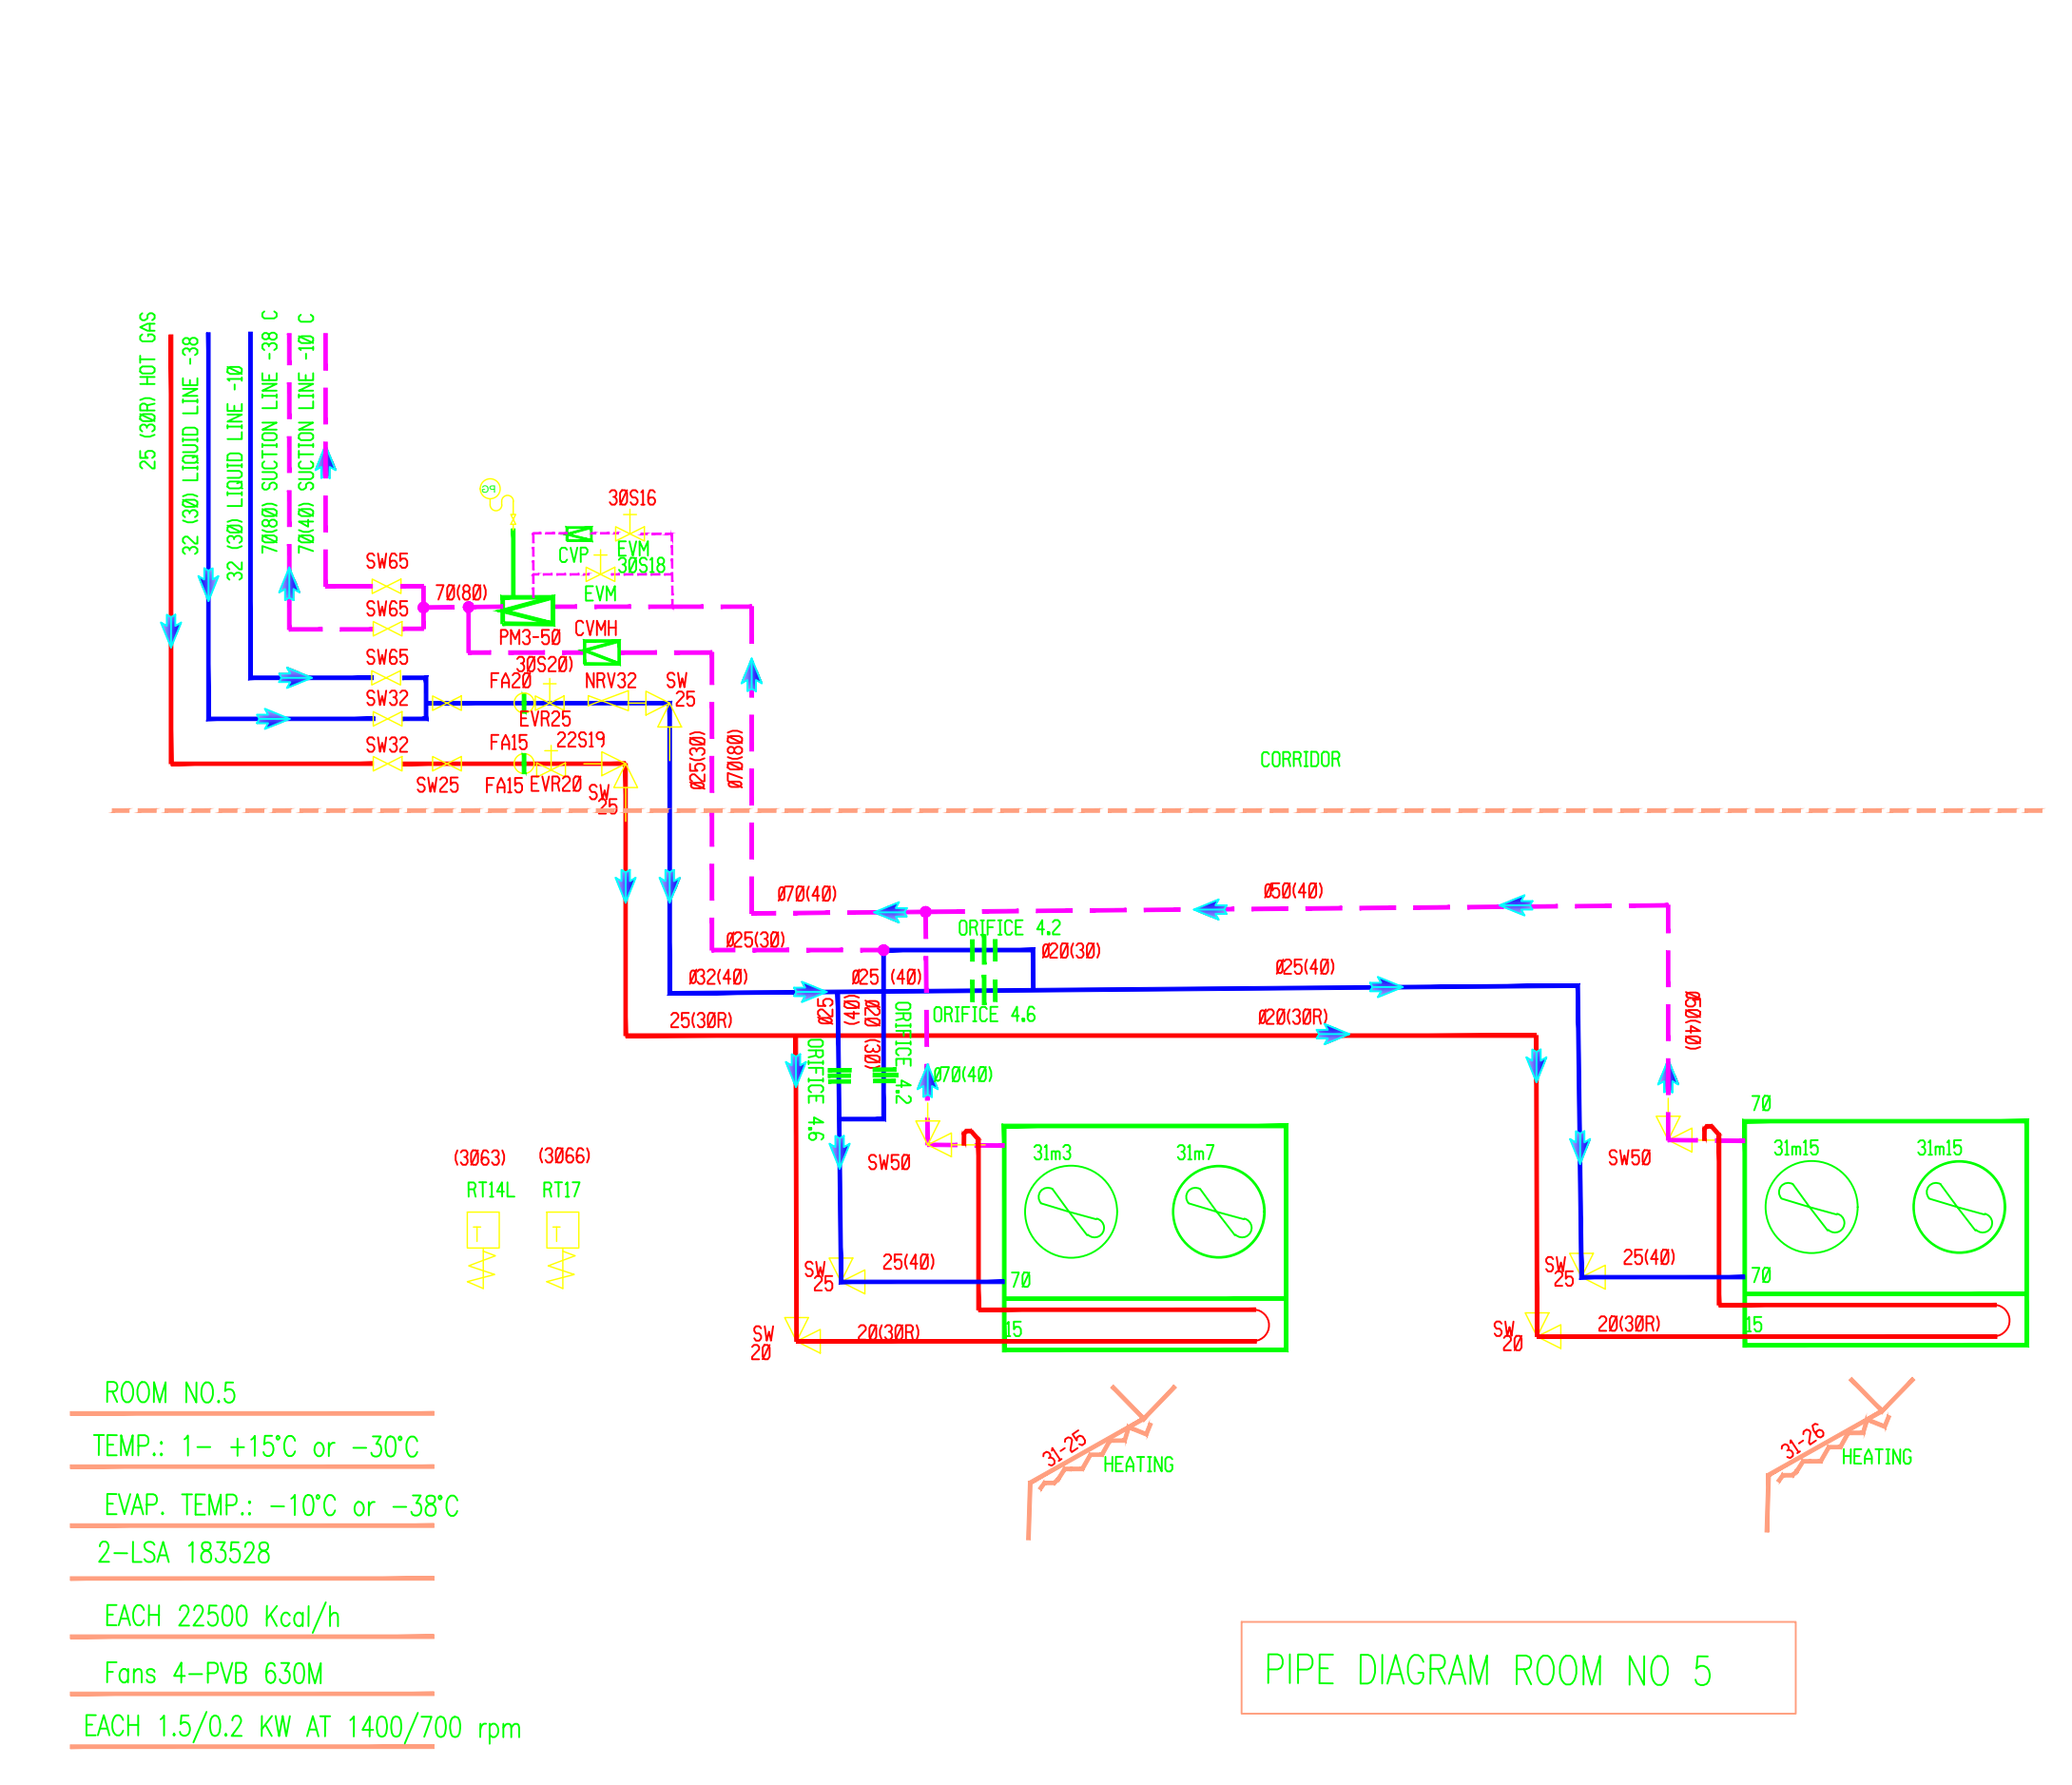 25 (30R) HOT GAS
32 (30) LIQUID LINE -38
32 (30) LIQUID LINE -10
70(80) SUCTION LINE -38 C
70(40) SUCTION LINE -10 C
PG
30S16
CVP
EVM
30S18
EVM
SW65
70(80)
SW65
PM3-50
CVMH
SW65
30S20)
FA20
NRV32
SW
25
SW32
EVR25
SW32
FA15
22S19
SW25
FA15
EVR20
SW
25
Ø25(30)
Ø70(80)
CORRIDOR
Ø70(40)
Ø50(40)
ORIFICE 4.2
Ø25(30)
Ø20(30)
Ø32(40)
Ø25 (40)
Ø25(40)
ORIFICE 4.6
25(30R)
Ø20(30R)
Ø25
(40)
Ø20 (30)
ORIFICE 4.2
ORIFICE 4.6
Ø70(40)
Ø50(40)
70
SW50
31m3
31m7
SW50
31m15
31m15
(3063)
(3066)
RT14L
RT17
T
T
SW
25
25(40)
70
SW
25
25(40)
70
SW
20
20(30R)
15
SW
20
20(30R)
15
31-25
HEATING
31-26
HEATING
ROOM NO.5
TEMP.: 1- +15°C or -30°C
EVAP. TEMP.: -10°C or -38°C
2-LSA 183528
EACH 22500 Kcal/h
Fans 4-PVB 630M
EACH 1.5/0.2 KW AT 1400/700 rpm
PIPE DIAGRAM ROOM NO 5